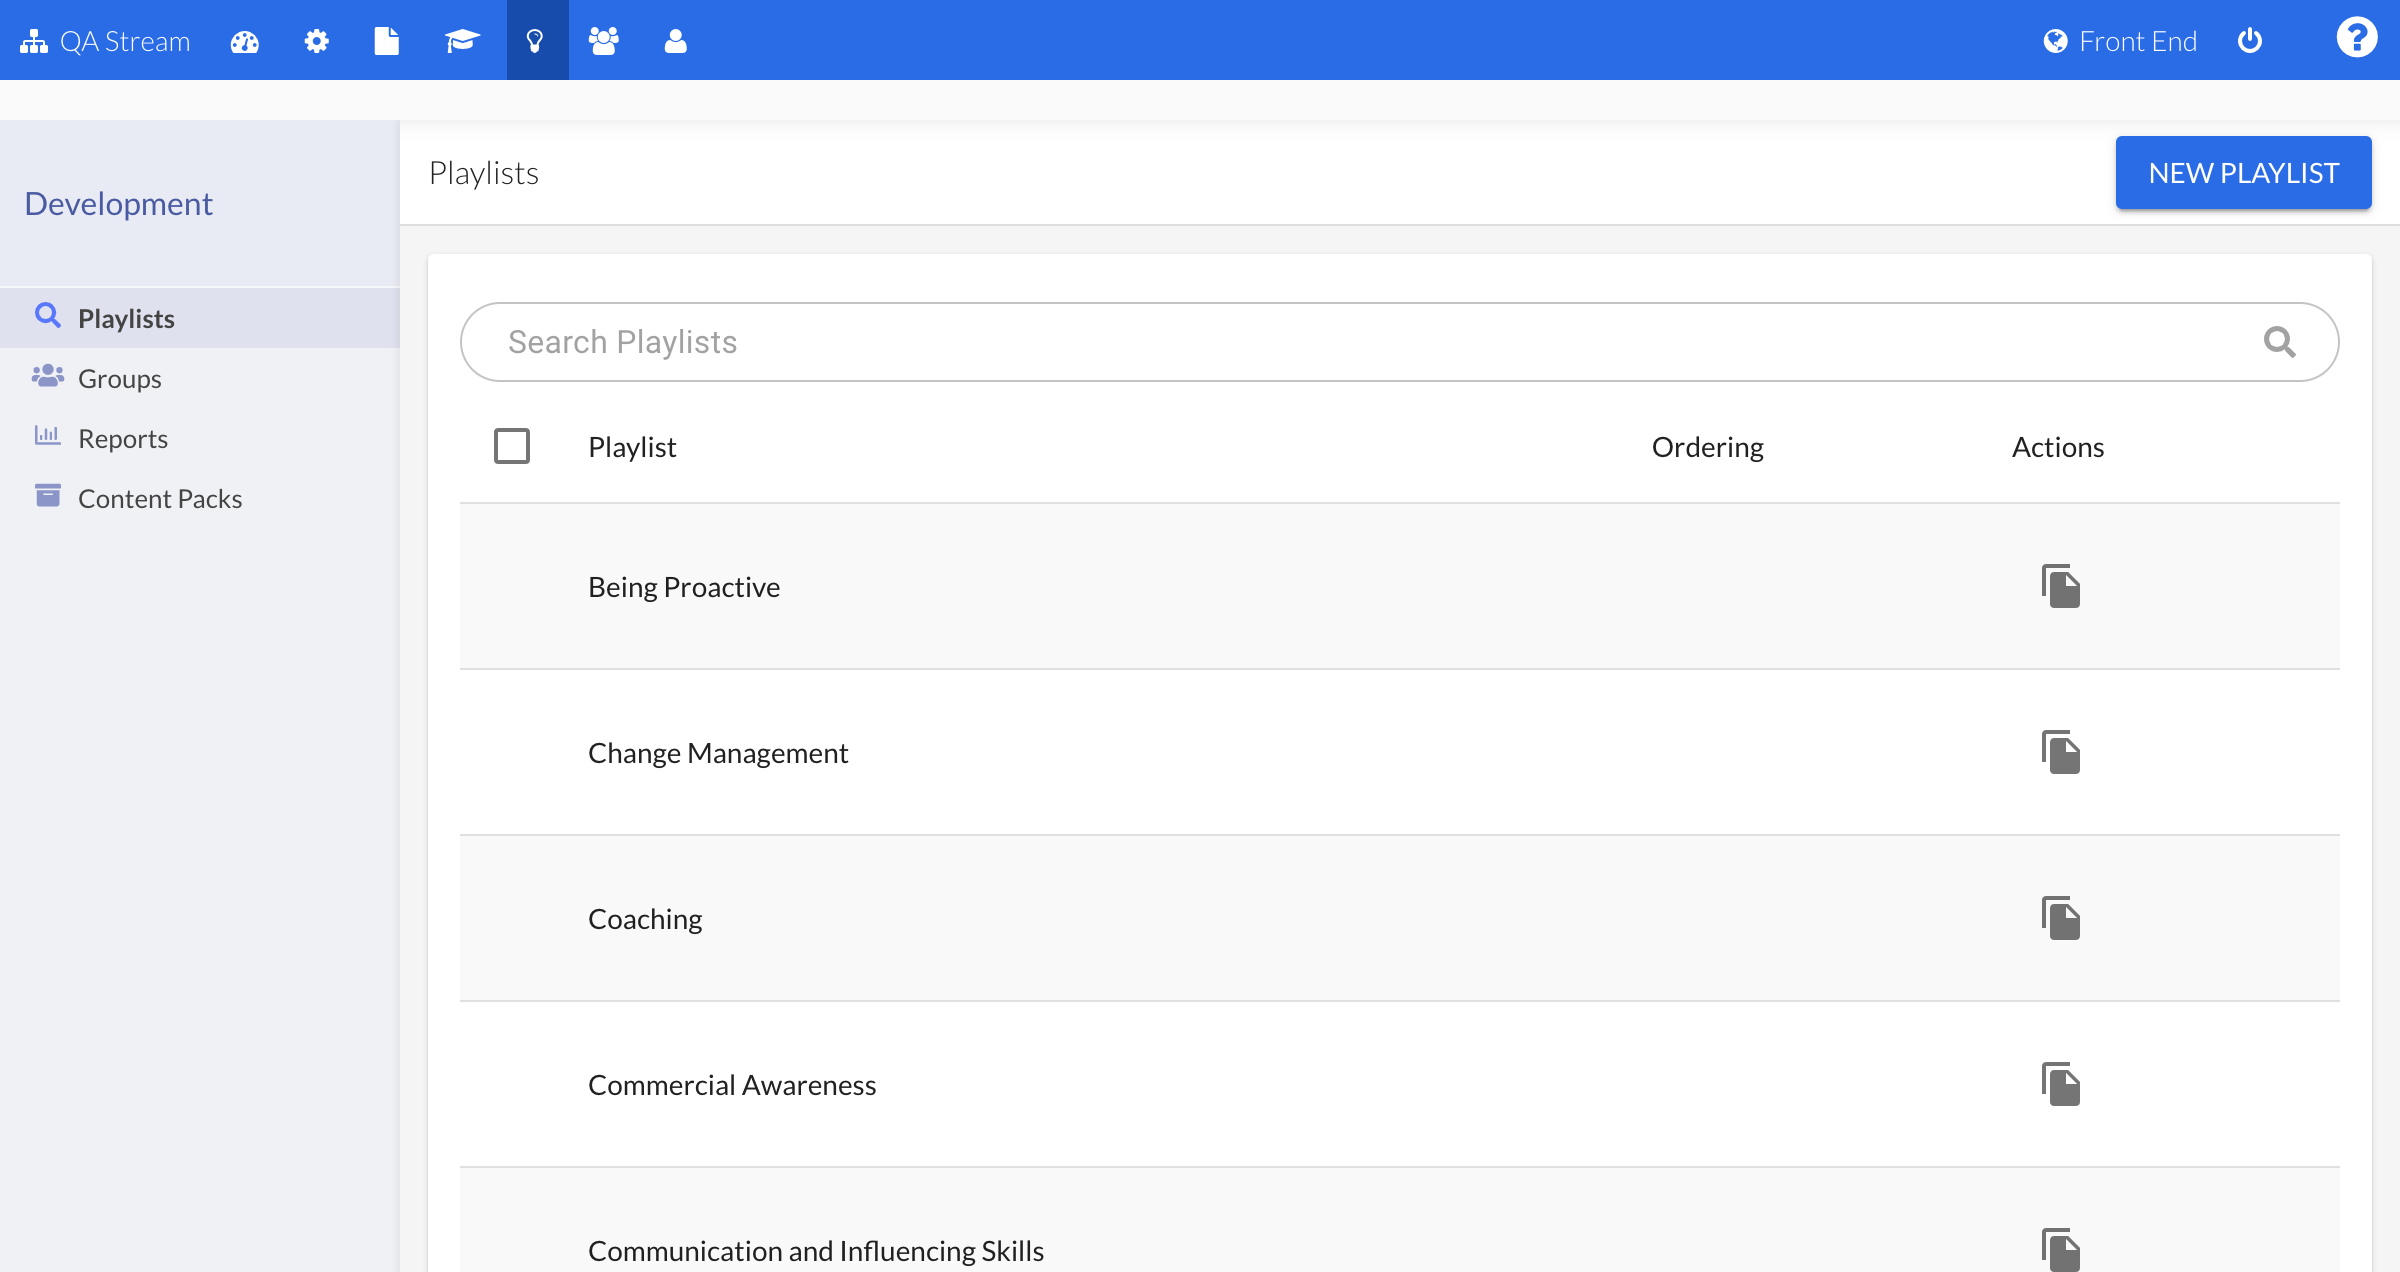 QA Stream
Front End
Development
Playlists
Groups
Reports
Content Packs
Playlists
NEW PLAYLIST
Search Playlists
Playlist Ordering Actions
Being Proactive
Change Management
Coaching
Commercial Awareness
Communication and Influencing Skills